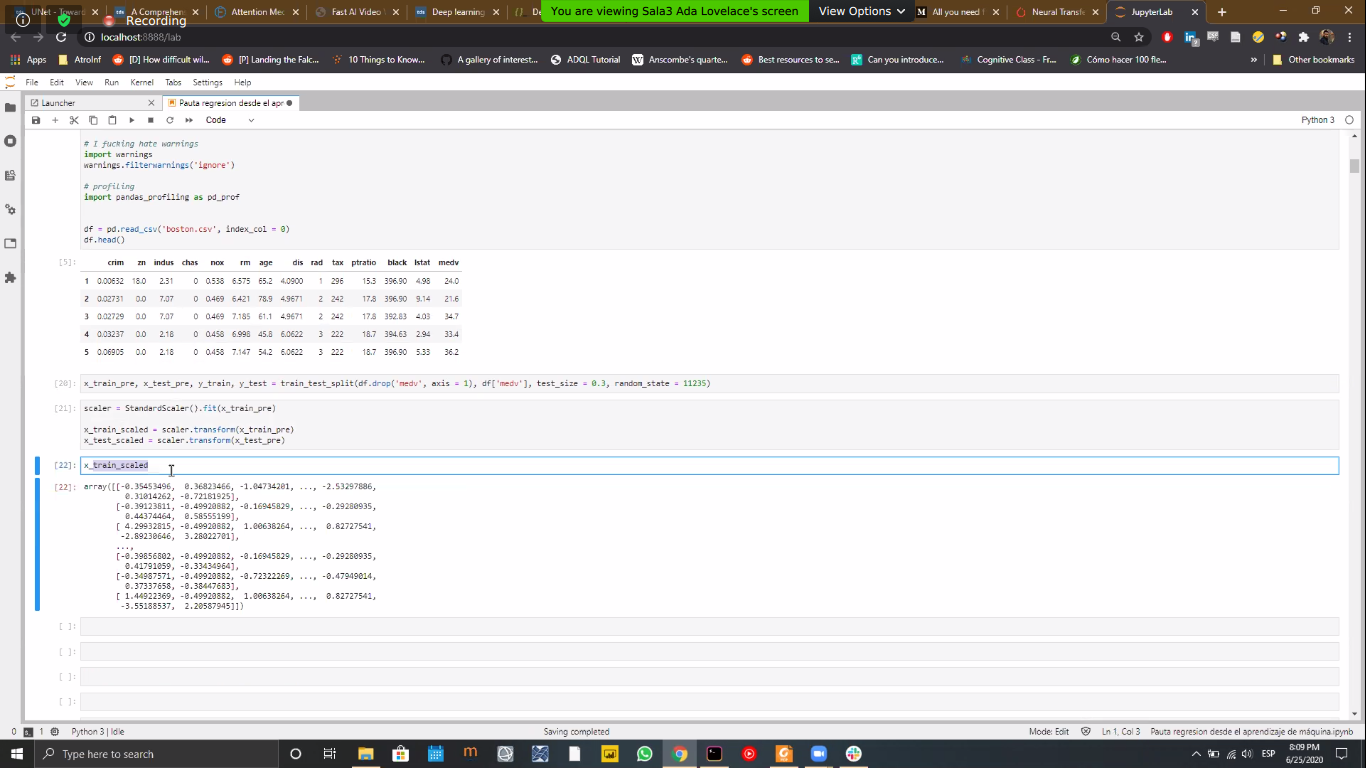 UNet - Towar
A Comprehen
Attention Mec
Fast AI Video
Deep learning
De
All you need f
Neural Transfe
JupyterLab
Recording
You are viewing Sala3 Ada Lovelace's screen
View Options
localhost:8888/lab
Apps
AtroInf
[D] How difficult wil...
[P] Landing the Falc...
10 Things to Know...
A gallery of interest...
ADQL Tutorial
Anscombe's quarte...
Best resources to se...
Can you introduce...
Cognitive Class - Fr...
Cómo hacer 100 fle...
Other bookmarks
File Edit View Run Kernel Tabs Settings Help
Launcher
Pauta regresion desde el apr
Code
Python 3
# I fucking hate warnings
import warnings
warnings.filterwarnings('ignore')
# profiling
import pandas_profiling as pd_prof
df = pd.read_csv('boston.csv', index_col = 0)
df.head()
[5]:
crim zn indus chas nox rm age dis rad tax ptratio black lstat medv
1 0.00632 18.0 2.31 0 0.538 6.575 65.2 4.0900 1 296 15.3 396.90 4.98 24.0
2 0.02731 0.0 7.07 0 0.469 6.421 78.9 4.9671 2 242 17.8 396.90 9.14 21.6
3 0.02729 0.0 7.07 0 0.469 7.185 61.1 4.9671 2 242 17.8 392.83 4.03 34.7
4 0.03237 0.0 2.18 0 0.458 6.998 45.8 6.0622 3 222 18.7 394.63 2.94 33.4
5 0.06905 0.0 2.18 0 0.458 7.147 54.2 6.0622 3 222 18.7 396.90 5.33 36.2
[20]: x_train_pre, x_test_pre, y_train, y_test = train_test_split(df.drop('medv', axis = 1), df['medv'], test_size = 0.3, random_state = 11235)
[21]: scaler = StandardScaler().fit(x_train_pre)
x_train_scaled = scaler.transform(x_train_pre)
x_test_scaled = scaler.transform(x_test_pre)
[22]: x_train_scaled
[22]: array([[-0.35453496, 0.36823466, -1.04734201, ..., -2.53297886,
0.31014262, -0.72181925],
[-0.39123811, -0.49920882, -0.16945829, ..., -0.29280935,
0.44374464, 0.58555199],
[ 4.29932815, -0.49920882, 1.00638264, ..., 0.82727541,
-2.89230646, 3.28022701],
...,
[-0.39856802, -0.49920882, -0.16945829, ..., -0.29280935,
0.41791059, -0.33434964],
[-0.34987571, -0.49920882, -0.72322269, ..., -0.47949014,
0.37337658, -0.38447683],
[ 1.44922369, -0.49920882, 1.00638264, ..., 0.82727541,
-3.55188537, 2.20587945]])
[ ]:
[ ]:
[ ]:
[ ]:
0
1
Python 3 | Idle
Saving completed
Mode: Edit
Ln 1, Col 3
Pauta regresion desde el aprendizaje de máquina.ipynb
Type here to search
ESP
8:09 PM
6/25/2020